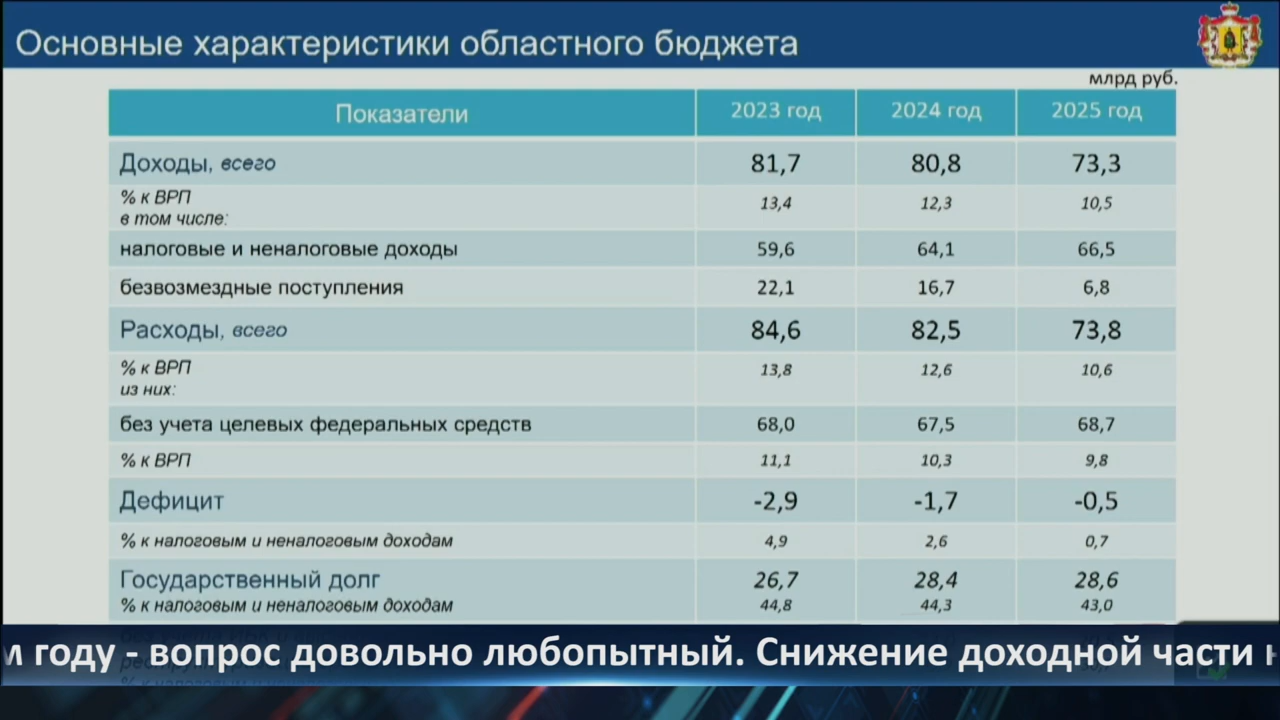 Основные характеристики областного бюджета
млрд руб.
Показатели 2023 год 2024 год 2025 год
Доходы, всего 81,7 80,8 73,3
% к ВРП 13,4 12,3 10,5
в том числе:
налоговые и неналоговые доходы 59,6 64,1 66,5
безвозмездные поступления 22,1 16,7 6,8
Расходы, всего 84,6 82,5 73,8
% к ВРП 13,8 12,6 10,6
из них:
без учета целевых федеральных средств 68,0 67,5 68,7
% к ВРП 11,1 10,3 9,8
Дефицит -2,9 -1,7 -0,5
% к налоговым и неналоговым доходам 4,9 2,6 0,7
Государственный долг 26,7 28,4 28,6
% к налоговым и неналоговым доходам 44,8 44,3 43,0
м году - вопрос довольно любопытный. Снижение доходной части